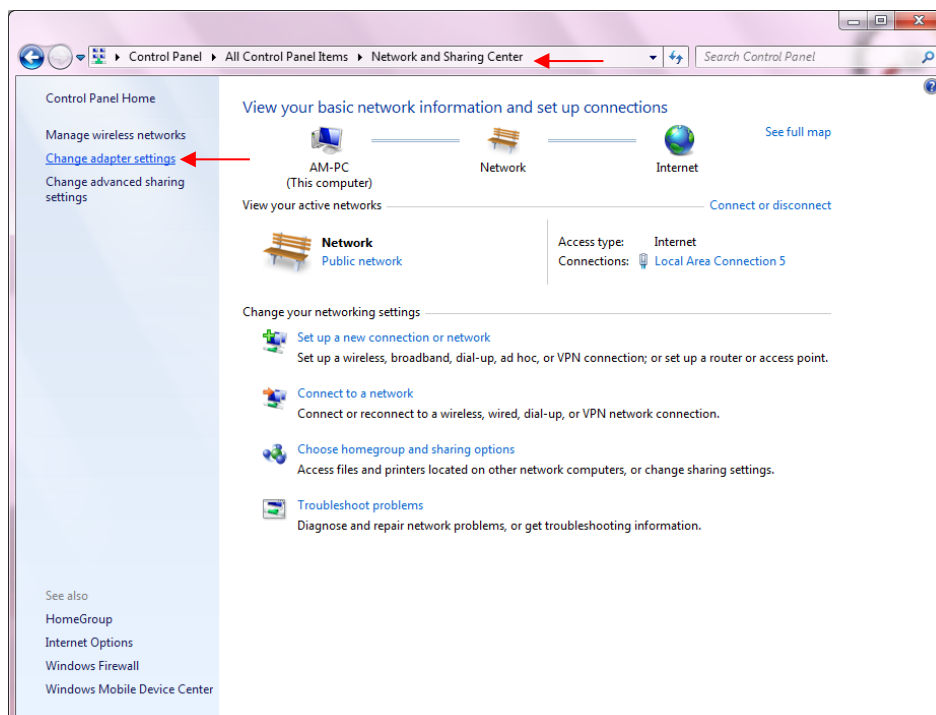 Control Panel All Control Panel Items Network and Sharing Center Search Control Panel
Control Panel Home
Manage wireless networks
Change adapter settings
Change advanced sharing
settings
View your basic network information and set up connections
See full map
AM-PC
(This computer)
Network
Internet
View your active networks
Connect or disconnect
Network
Public network
Access type: Internet
Connections: Local Area Connection 5
Change your networking settings
Set up a new connection or network
Set up a wireless, broadband, dial-up, ad hoc, or VPN connection; or set up a router or access point.
Connect to a network
Connect or reconnect to a wireless, wired, dial-up, or VPN network connection.
Choose homegroup and sharing options
Access files and printers located on other network computers, or change sharing settings.
Troubleshoot problems
Diagnose and repair network problems, or get troubleshooting information.
See also
HomeGroup
Internet Options
Windows Firewall
Windows Mobile Device Center